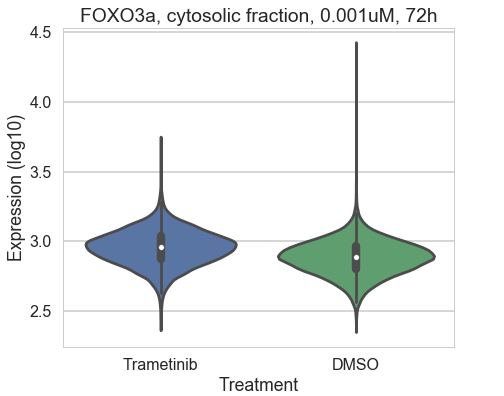 FOXO3a, cytosolic fraction, 0.001uM, 72h
4.5
4.0
3.5
3.0
2.5
Expression (log10)
Trametinib DMSO
Treatment